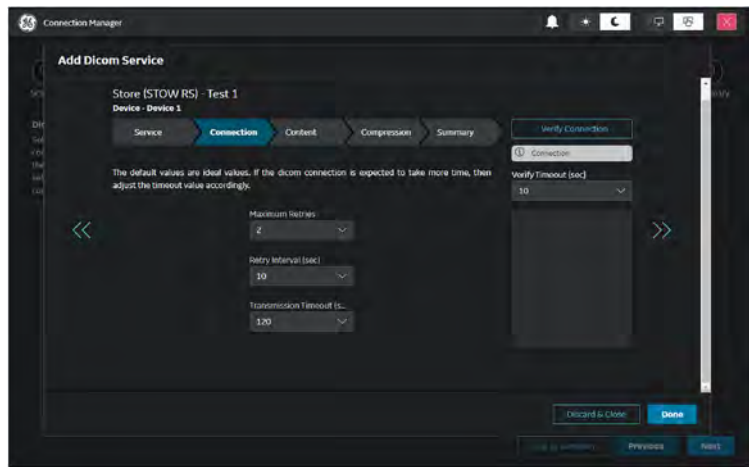 Connection Manager
Add Dicom Service
Store (STOW RS) - Test 1
Device - Device 1
Service
Connection
Content
Compression
Summary
Verify Connection
Connection
The default values are ideal values. If the dicom connection is expected to take more time, then
adjust the timeout value accordingly.
Verify Timeout (sec)
10
Maximum Retries
2
Retry Interval (sec)
10
Transmission Timeout (s...
120
Discard & Close
Done
Previous
Next